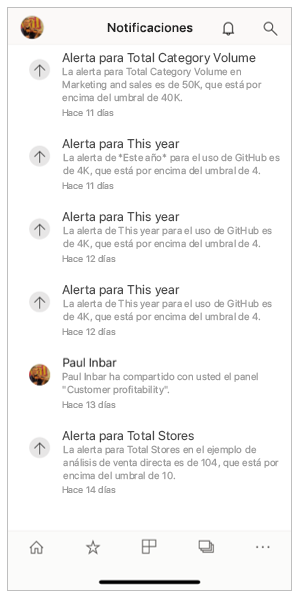 Notificaciones
Alerta para Total Category Volume
La alerta para Total Category Volume en
Marketing and sales es de 50K, que está por
encima del umbral de 40K.
Hace 11 días
Alerta para This year
La alerta de "Este año" para el uso de GitHub es
de 4K, que está por encima del umbral de 4.
Hace 11 días
Alerta para This year
La alerta de This year para el uso de GitHub es
de 4K, que está por encima del umbral de 4.
Hace 12 días
Alerta para This year
La alerta de This year para el uso de GitHub es
de 4K, que está por encima del umbral de 4.
Hace 12 días
Paul Inbar
Paul Inbar ha compartido con usted el panel
"Customer profitability".
Hace 13 días
Alerta para Total Stores
La alerta para Total Stores en el ejemplo de
análisis de venta directa es de 104, que está por
encima del umbral de 10.
Hace 14 días